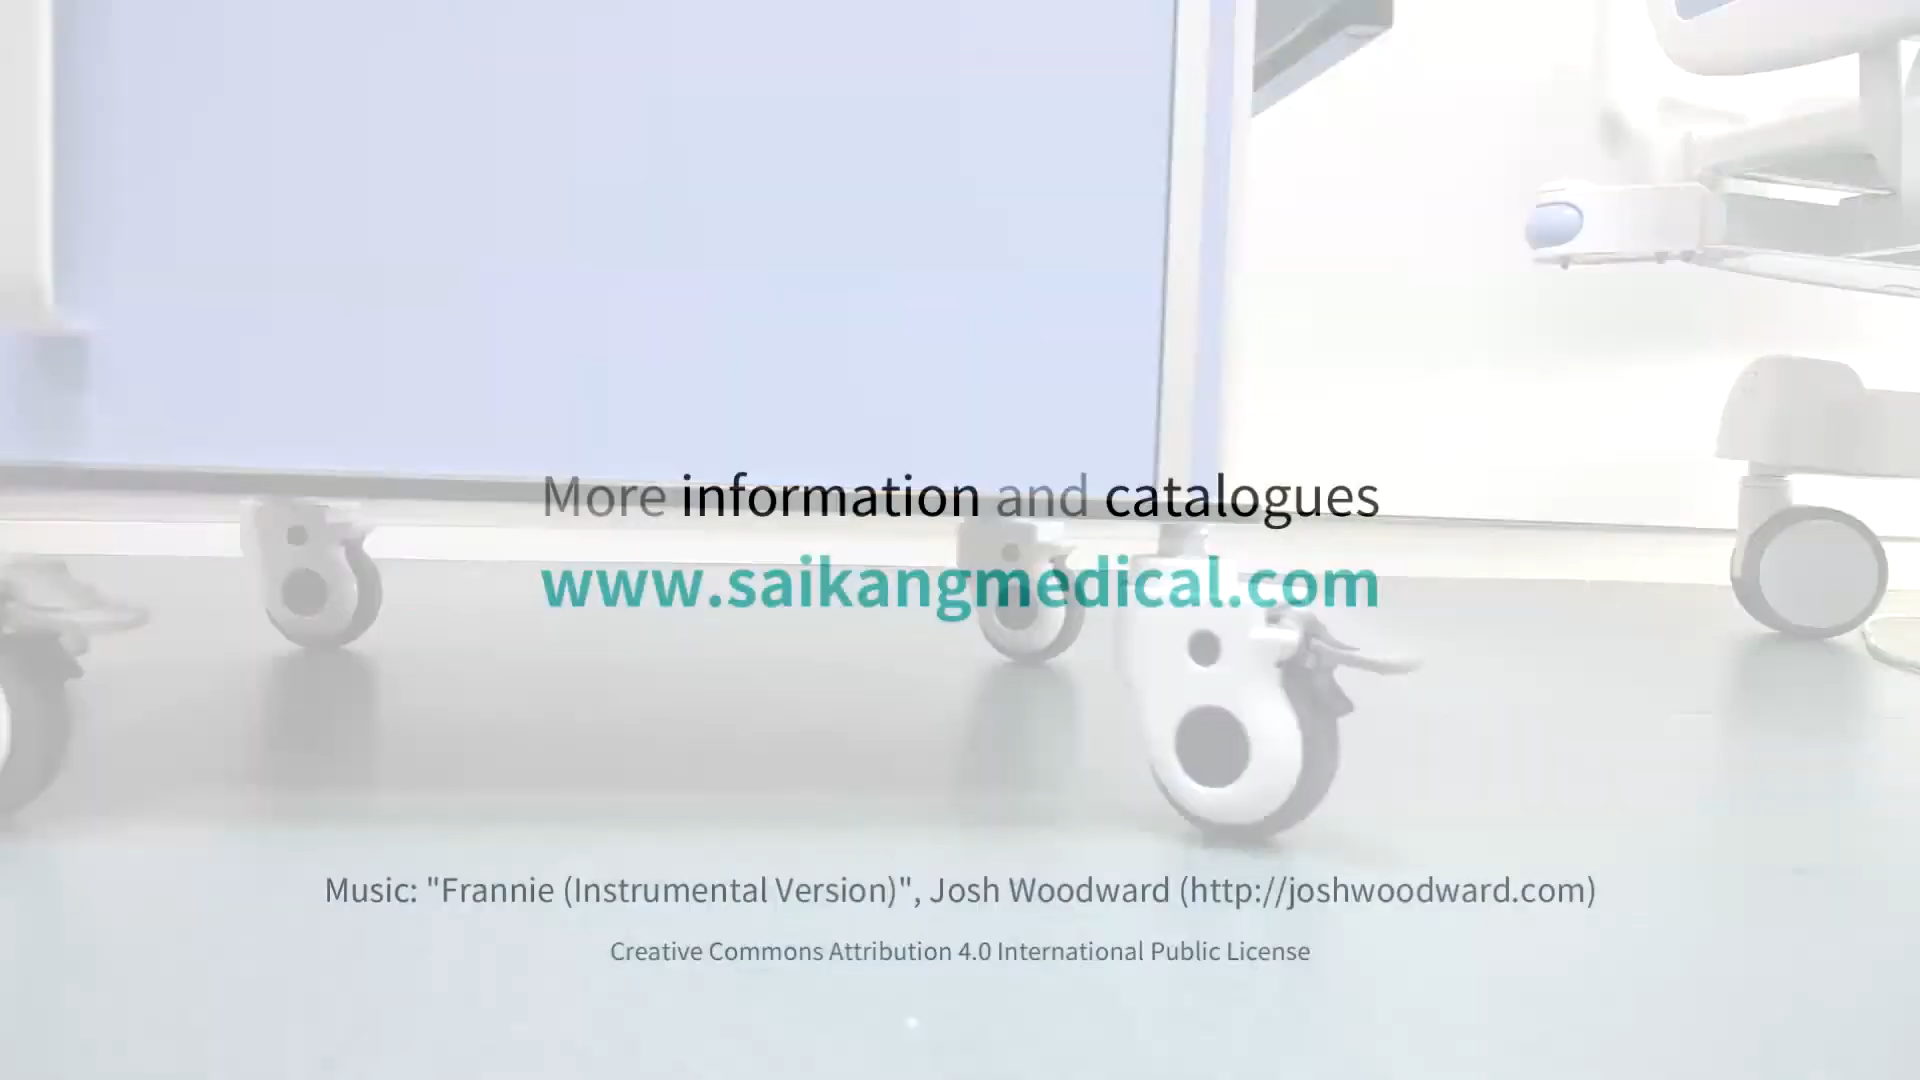 More information and catalogues
www.saikangmedical.com
Music: "Frannie (Instrumental Version)", Josh Woodward (http://joshwoodward.com)
Creative Commons Attribution 4.0 International Public License